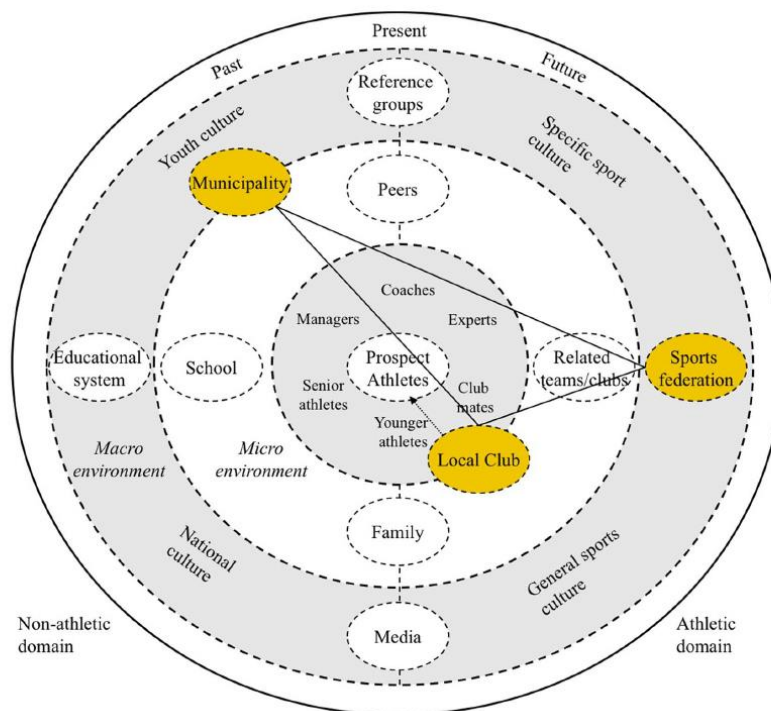 Present
Past
Future
Reference
groups
Youth culture
Specific sport
culture
Municipality
Peers
Coaches
Managers
Experts
Educational
system
School
Prospect
Athletes
Related
teams/clubs
Sports
federation
Senior
athletes
Club
mates
Younger
athletes
Macro
environment
Micro
environment
Local Club
Family
National
culture
General sports
culture
Media
Non-athletic
domain
Athletic
domain